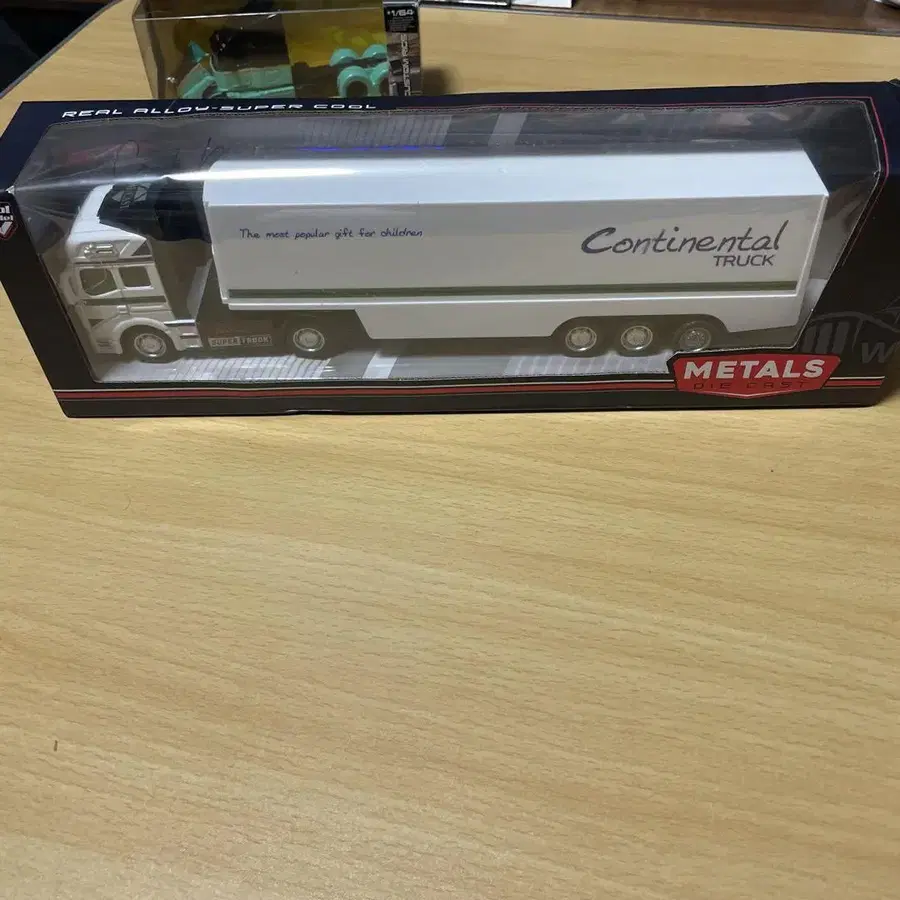 *1/64
CUSTOM
REAL ALLOY-SUPER COOL
The most popular gift for children
Continental
TRUCK
SUPER TRUCK
METALS
DIE CAST
W